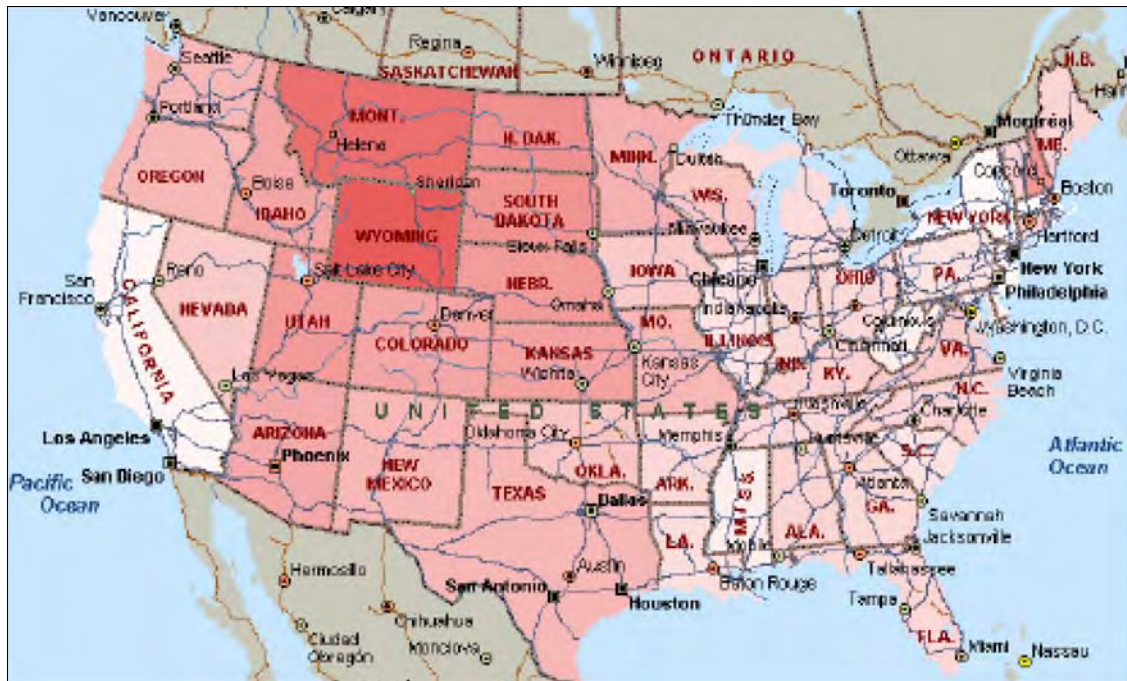 Vancouver
Calgary
Regina
Winnipeg
ONTARIO
N.B.
Seattle
SASKATCHEWAN
Portland
MONT.
Thunder Bay
Montréal
Helena
N. DAK.
MINN.
Duluth
Ottawa
ME.
OREGON
Boise
Sheridan
SOUTH
DAKOTA
WIS.
Toronto
Concord
Boston
IDAHO
WYOMING
Sioux Falls
Milwaukee
Detroit
NEW YORK
Hartford
San
Francisco
Reno
Salt Lake City
NEBR.
IOWA
Chicago
OHIO
PA.
New York
Philadelphia
CALIFORNIA
NEVADA
UTAH
Denver
COLORADO
Omaha
MO.
Indianapolis
ILLINOIS
Columbus
Washington, D.C.
KANSAS
Wichita
Kansas
City
IN.
Cincinnati
KY.
VA.
Virginia
Beach
Las Vegas
UNITED STATES
Nashville
N.C.
Charlotte
Los Angeles
ARIZONA
Phoenix
Oklahoma City
Memphis
Huntsville
S.C.
Atlantic
Ocean
San Diego
NEW
MEXICO
TEXAS
OKLA.
ARK.
MISS
Atlanta
GA.
Pacific
Ocean
Dallas
LA.
ALA.
Savannah
Mobile
Jacksonville
Hermosillo
Austin
San Antonio
Houston
Baton Rouge
Tallahassee
Chihuahua
Tampa
Ciudad
Obregón
Monclova
FLA.
Miami
Nassau